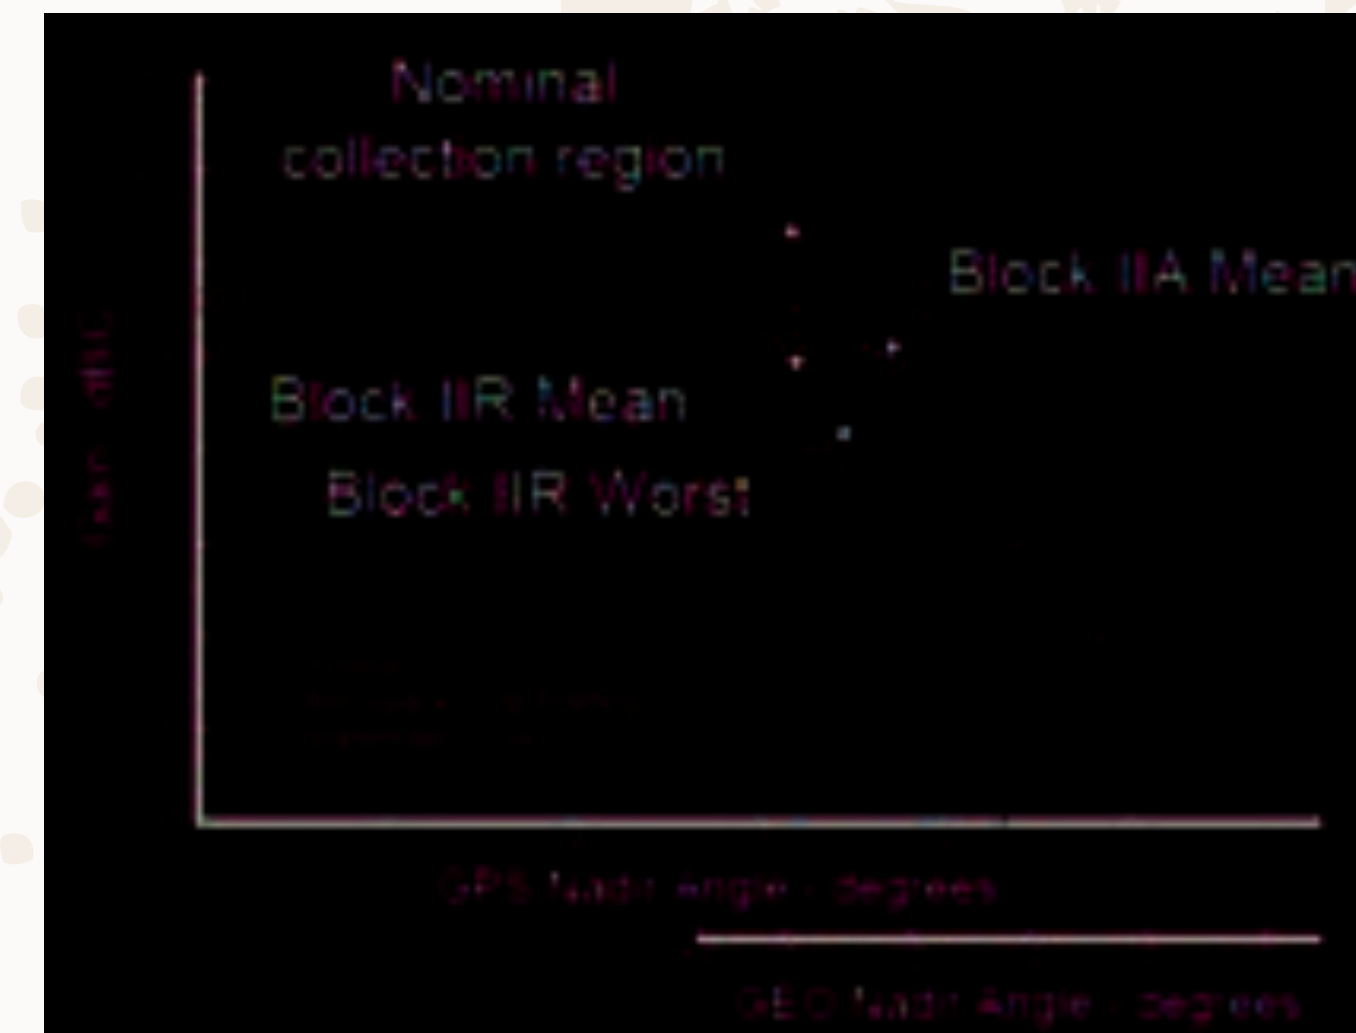 Nominal
collection region
Block IIA Mean
Block IIR Mean
Block IIR Worst
GPS Nadir Angle - degrees
GEO Nadir Angle - degrees